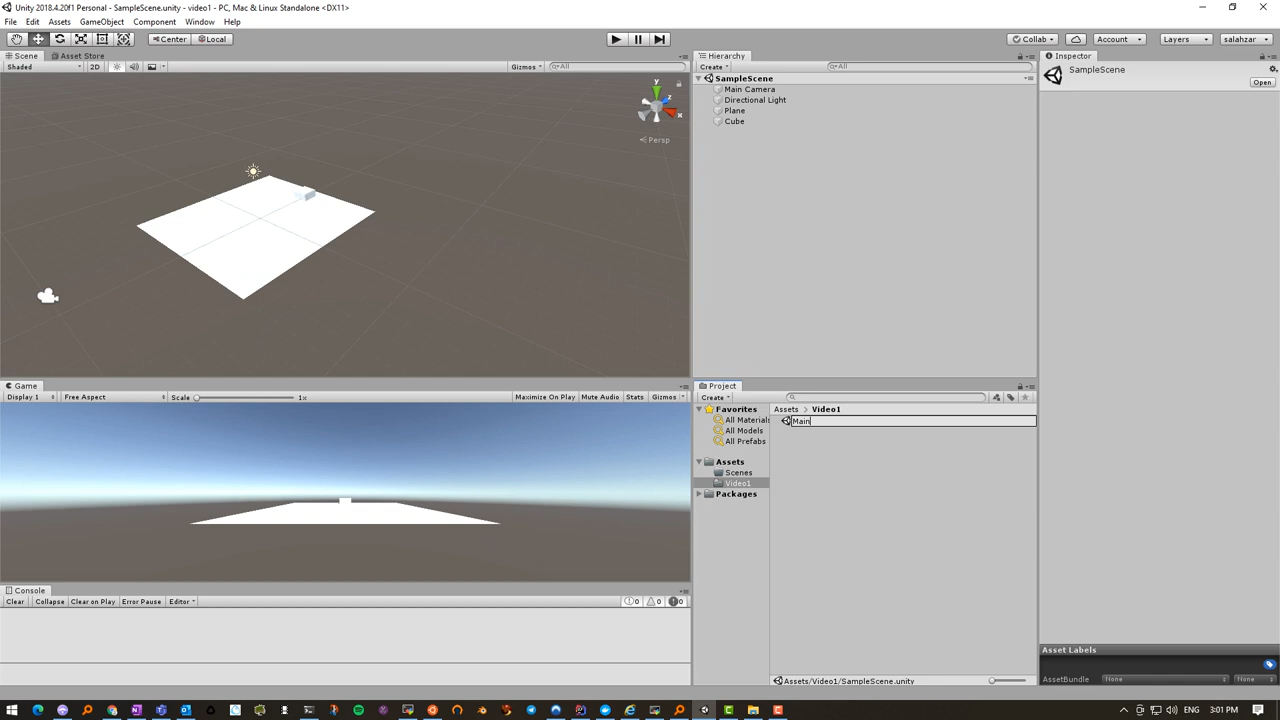 Unity 2018.4.20f1 Personal - SampleScene.unity - video1 - PC, Mac & Linux Standalone <DX11>
File Edit Assets GameObject Component Window Help
Center Local
Collab Account Layers salahzar
Scene Asset Store
Shaded 2D Gizmos All
y
z
x
Persp
Hierarchy
Create All
SampleScene
Main Camera
Directional Light
Plane
Cube
Inspector
SampleScene
Open
Game
Display 1 Free Aspect Scale 1x Maximize On Play Mute Audio Stats Gizmos
Project
Create
Favorites
All Materials
All Models
All Prefabs
Assets
Scenes
Video1
Packages
Assets > Video1
Main
Assets/Video1/SampleScene.unity
Console
Clear Collapse Clear on Play Error Pause Editor 0 0 0
Asset Labels
AssetBundle None None
ENG 3:01 PM